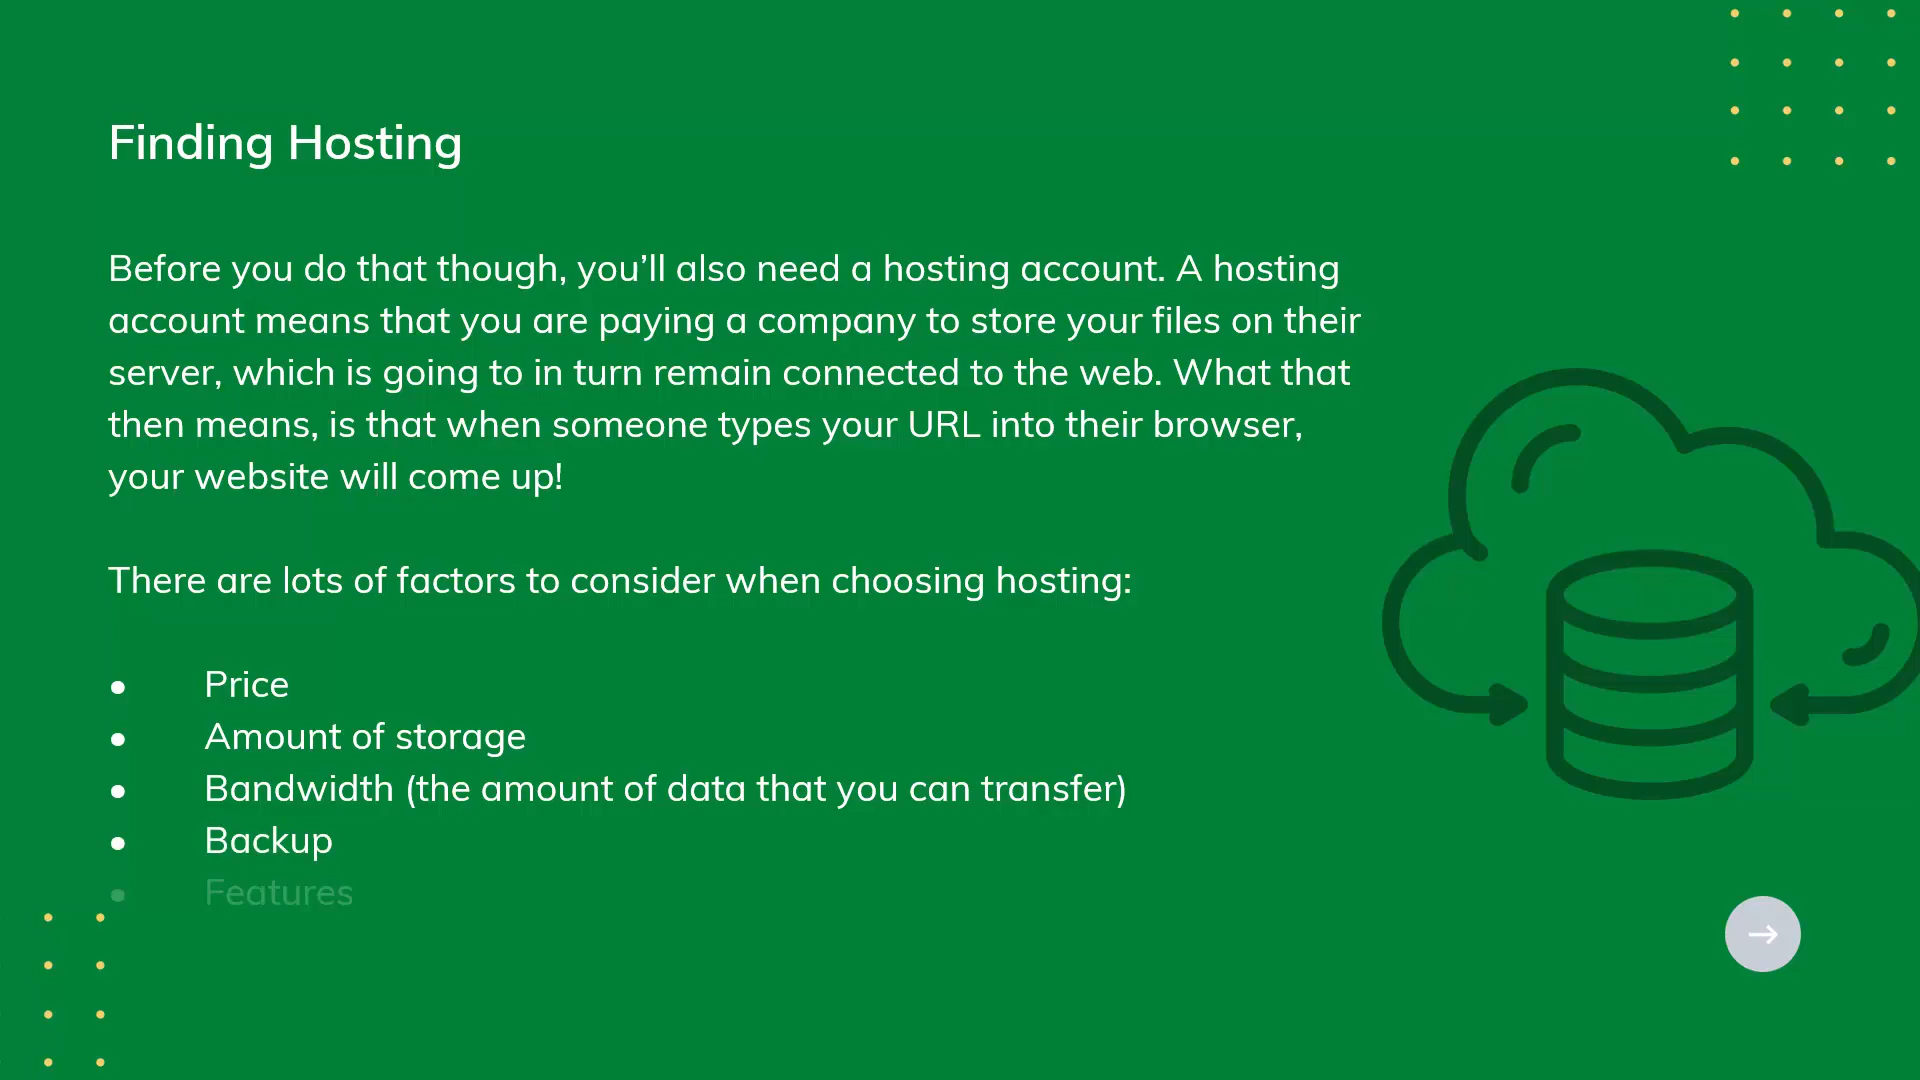 Finding Hosting
Before you do that though, you’ll also need a hosting account. A hosting
account means that you are paying a company to store your files on their
server, which is going to in turn remain connected to the web. What that
then means, is that when someone types your URL into their browser,
your website will come up!
There are lots of factors to consider when choosing hosting:
● Price
● Amount of storage
● Bandwidth (the amount of data that you can transfer)
● Backup
● Features